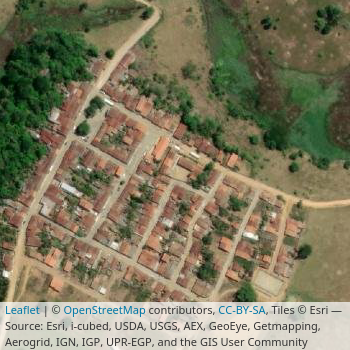 Leaflet | © OpenStreetMap contributors, CC-BY-SA, Tiles © Esri —
Source: Esri, i-cubed, USDA, USGS, AEX, GeoEye, Getmapping,
Aerogrid, IGN, IGP, UPR-EGP, and the GIS User Community